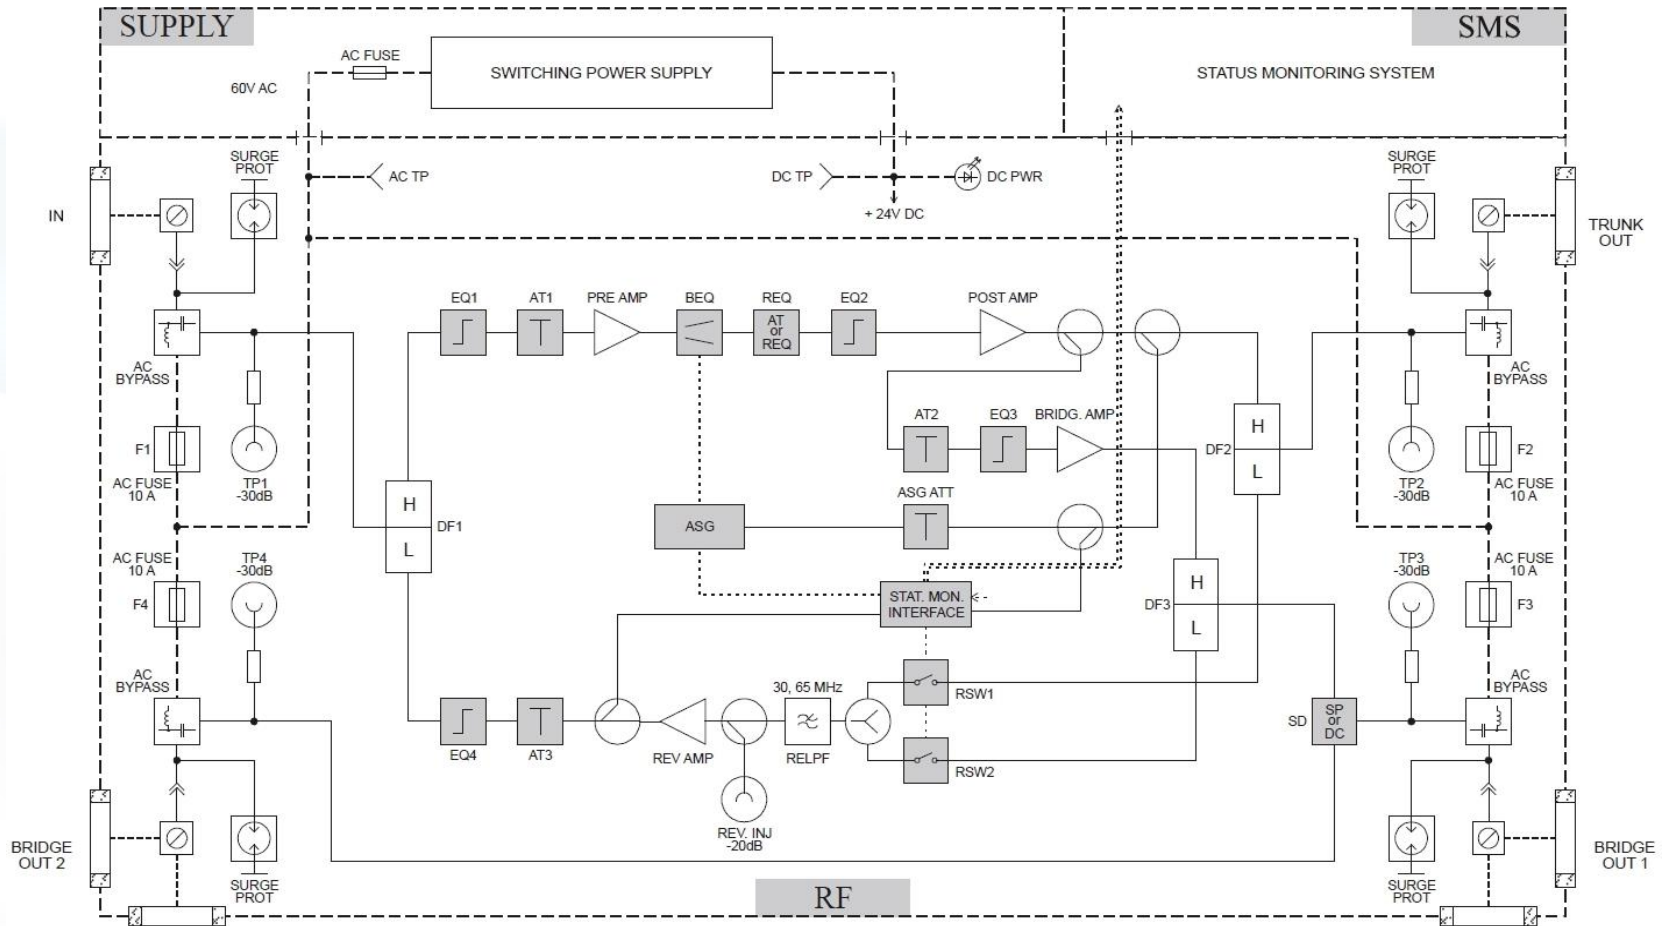 SUPPLY
SMS
AC FUSE
SWITCHING POWER SUPPLY
STATUS MONITORING SYSTEM
60V AC
SURGE
PROT
AC TP
DC TP
DC PWR
+ 24V DC
SURGE
PROT
IN
TRUNK
OUT
EQ1
AT1
PRE AMP
BEQ
REQ
EQ2
POST AMP
AT
or
REQ
AC
BYPASS
AC
BYPASS
AT2
EQ3
BRIDG. AMP
H
L
DF2
F1
F2
AC FUSE
10 A
TP1
-30dB
TP2
-30dB
AC FUSE
10 A
H
L
DF1
ASG
ASG ATT
AC FUSE
10 A
TP4
-30dB
TP3
-30dB
AC FUSE
10 A
F4
F3
STAT. MON.
INTERFACE
H
L
DF3
AC
BYPASS
AC
BYPASS
30, 65 MHz
RSW1
RSW2
SD
SP
or
DC
EQ4
AT3
REV AMP
RELPF
REV. INJ
-20dB
BRIDGE
OUT 2
BRIDGE
OUT 1
SURGE
PROT
SURGE
PROT
RF